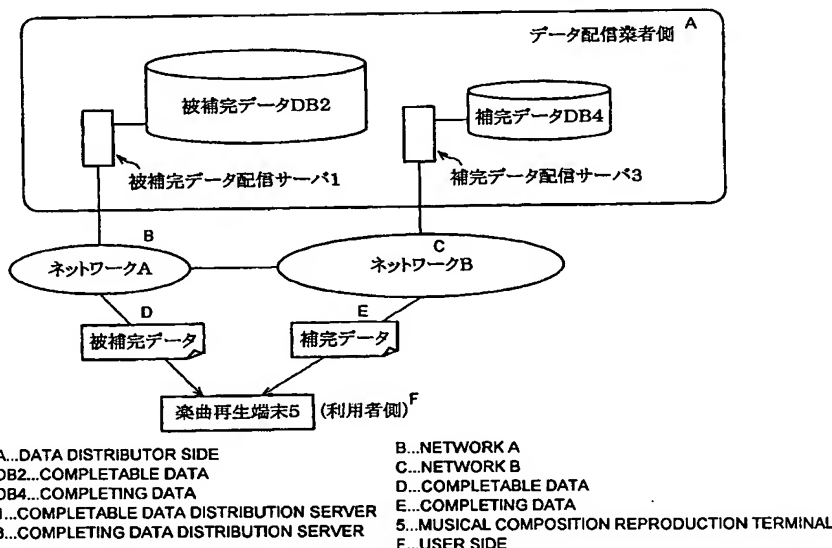 データ配信業者側 A
被補完データDB2
補完データDB4
被補完データ配信サーバ1
補完データ配信サーバ3
B
C
ネットワークA
ネットワークB
D
E
被補完データ
補完データ
楽曲再生端末5 (利用者側) F
A...DATA DISTRIBUTOR SIDE
DB2...COMPLETABLE DATA
DB4...COMPLETING DATA
1...COMPLETABLE DATA DISTRIBUTION SERVER
3...COMPLETING DATA DISTRIBUTION SERVER
B...NETWORK A
C...NETWORK B
D...COMPLETABLE DATA
E...COMPLETING DATA
5...MUSICAL COMPOSITION REPRODUCTION TERMINAL
F...USER SIDE